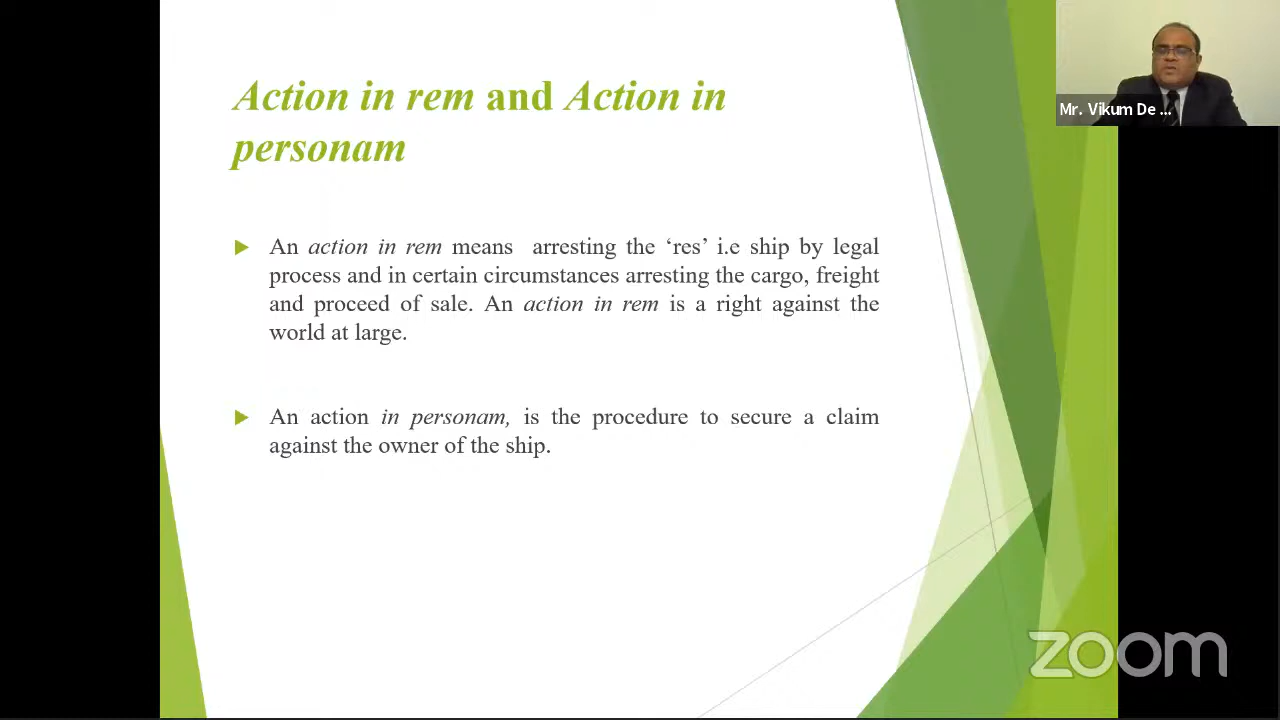 Action in rem and Action in
personam
An action in rem means arresting the ‘res’ i.e ship by legal
process and in certain circumstances arresting the cargo, freight
and proceed of sale. An action in rem is a right against the
world at large.
An action in personam, is the procedure to secure a claim
against the owner of the ship.
Mr. Vikum De ...
zoom